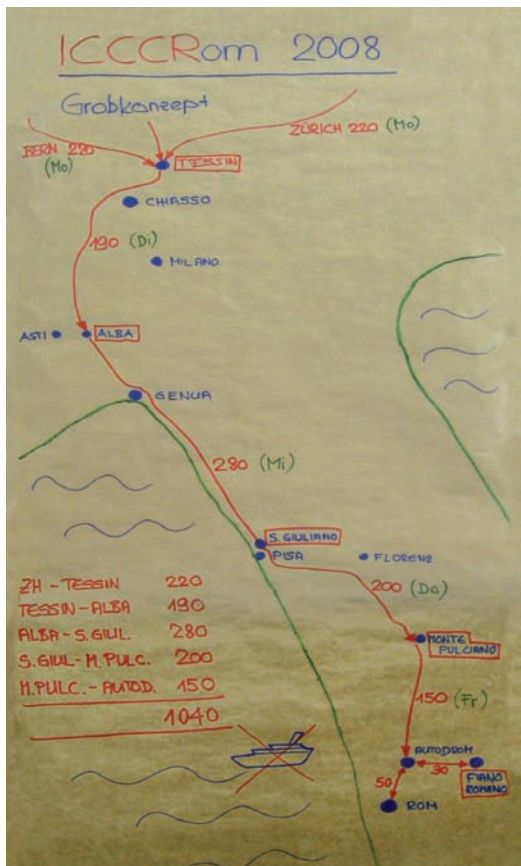 ICCCRom 2008
Grobkonzept
BERN 220
(Mo)
ZÜRICH 220 (Mo)
TESSIN
CHIASSO
190 (Di)
MILANO
ASTI
ALBA
GENUA
280 (Mi)
S. GIULIANO
PISA
FLORENZ
200 (Do)
MONTE
PULCIANO
150 (Fr)
AUTODROM
30
FIANO
ROMANO
50
ROM
ZH - TESSIN 220
TESSIN - ALBA 190
ALBA - S. GIUL. 280
S. GIUL - M. PULC. 200
M. PULC. - AUTOD. 150
1040